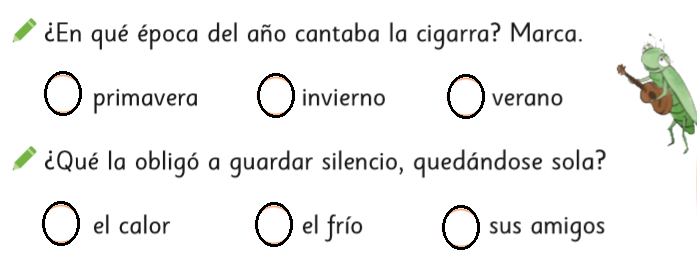 ¿En qué época del año cantaba la cigarra? Marca.
primavera invierno verano
¿Qué la obligó a guardar silencio, quedándose sola?
el calor el frío sus amigos